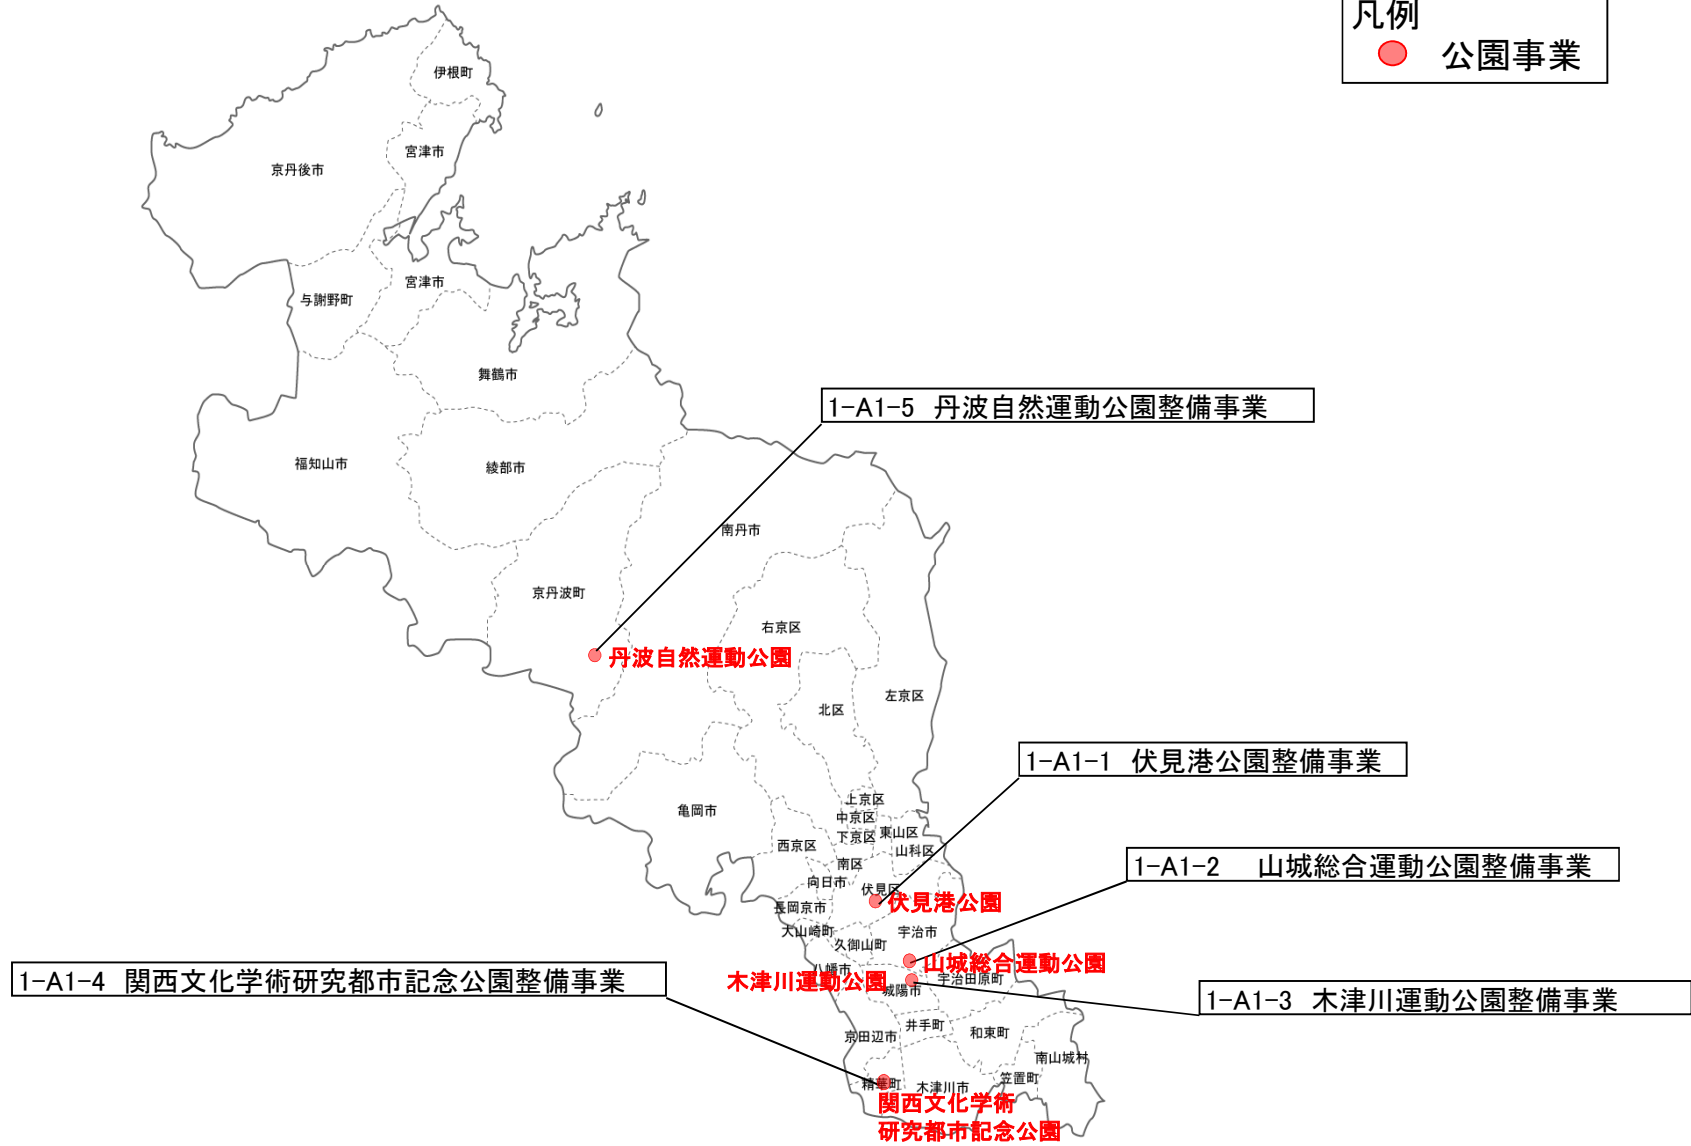 凡例
公園事業
伊根町
宮津市
京丹後市
宮津市
与謝野町
舞鶴市
1-A1-5 丹波自然運動公園整備事業
福知山市
綾部市
南丹市
京丹波町
右京区
丹波自然運動公園
左京区
北区
1-A1-1 伏見港公園整備事業
上京区
亀岡市
中京区
東山区
下京区
西京区
山科区
南区
1-A1-2 山城総合運動公園整備事業
向日市
伏見区
伏見港公園
長岡京市
大山崎町
宇治市
久御山町
山城総合運動公園
八幡市
1-A1-4 関西文化学術研究都市記念公園整備事業
木津川運動公園
宇治田原町
城陽市
1-A1-3 木津川運動公園整備事業
井手町
和束町
京田辺市
南山城村
笠置町
精華町
木津川市
関西文化学術
研究都市記念公園